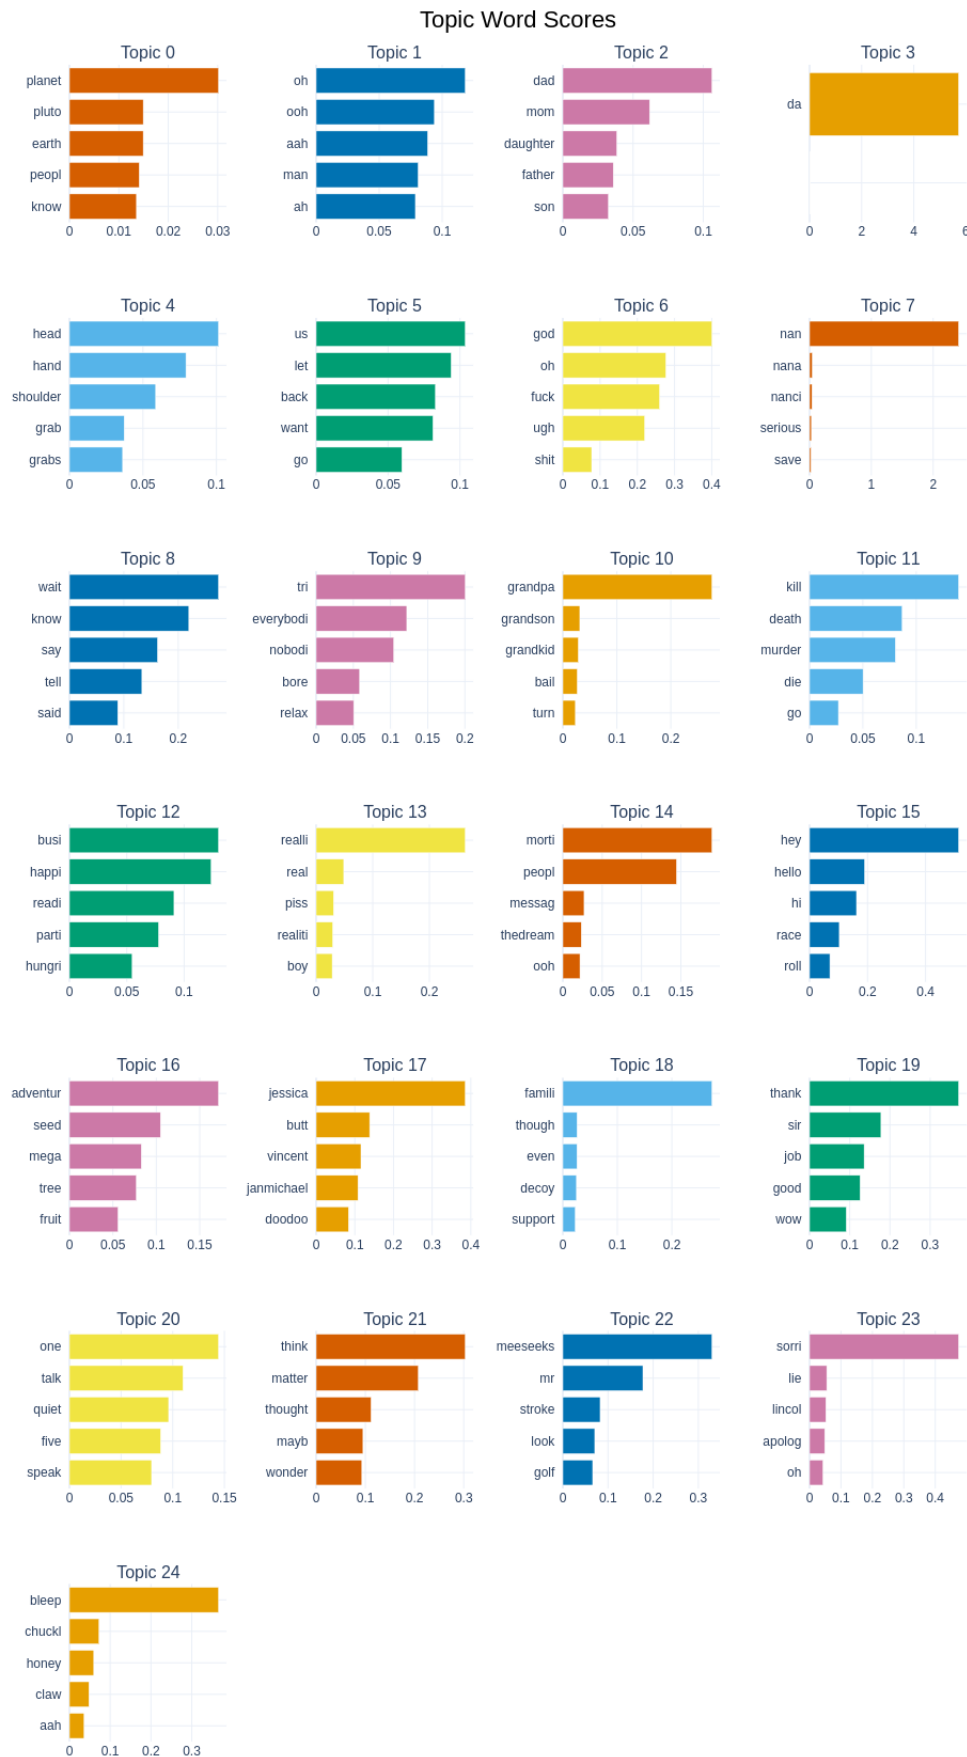 Topic Word Scores
Topic 0
planet
pluto
earth
peopl
know
0 0.01 0.02 0.03
Topic 1
oh
ooh
aah
man
ah
0 0.05 0.1
Topic 2
dad
mom
daughter
father
son
0 0.05 0.1
Topic 3
da
0 2 4 6
Topic 4
head
hand
shoulder
grab
grabs
0 0.05 0.1
Topic 5
us
let
back
want
go
0 0.05 0.1
Topic 6
god
oh
fuck
ugh
shit
0 0.1 0.2 0.3 0.4
Topic 7
nan
nana
nanci
serious
save
0 1 2
Topic 8
wait
know
say
tell
said
0 0.1 0.2
Topic 9
tri
everybodi
nobodi
bore
relax
0 0.05 0.1 0.15 0.2
Topic 10
grandpa
grandson
grandkid
bail
turn
0 0.1 0.2
Topic 11
kill
death
murder
die
go
0 0.05 0.1
Topic 12
busi
happi
readi
parti
hungri
0 0.05 0.1
Topic 13
realli
real
piss
realiti
boy
0 0.1 0.2
Topic 14
morti
peopl
messag
thedream
ooh
0 0.05 0.1 0.15
Topic 15
hey
hello
hi
race
roll
0 0.2 0.4
Topic 16
adventur
seed
mega
tree
fruit
0 0.05 0.1 0.15
Topic 17
jessica
butt
vincent
janmichael
doodoo
0 0.1 0.2 0.3 0.4
Topic 18
famili
though
even
decoy
support
0 0.1 0.2
Topic 19
thank
sir
job
good
wow
0 0.1 0.2 0.3
Topic 20
one
talk
quiet
five
speak
0 0.05 0.1 0.15
Topic 21
think
matter
thought
mayb
wonder
0 0.1 0.2 0.3
Topic 22
meeseeks
mr
stroke
look
golf
0 0.1 0.2 0.3
Topic 23
sorri
lie
lincol
apolog
oh
0 0.1 0.2 0.3 0.4
Topic 24
bleep
chuckl
honey
claw
aah
0 0.1 0.2 0.3